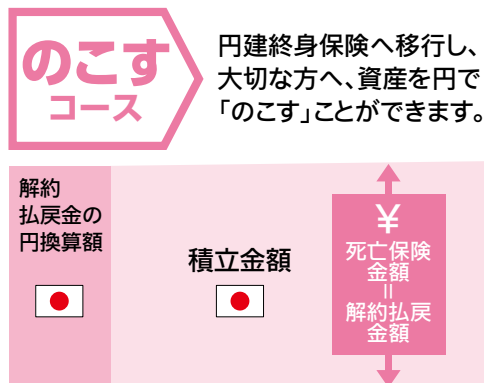 のこす
コース
円建終身保険へ移行し、
大切な方へ、資産を円で
「のこす」ことができます。
解約
払戻金の
円換算額
積立金額
¥
死亡保険
金額
=
解約払戻
金額